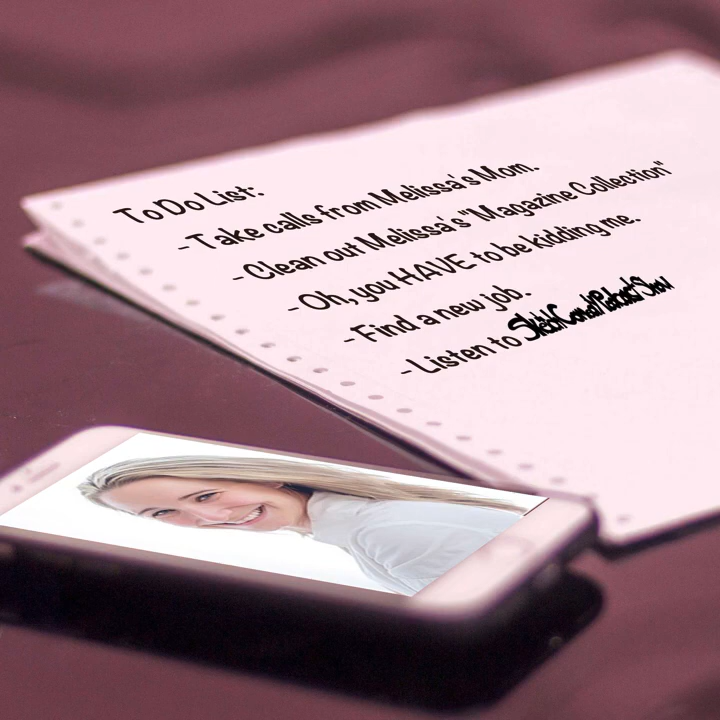 To Do List:
-Take calls from Melissa's Mom.
-Clean out Melissa's "Magazine Collection"
-Oh, you HAVE to be kidding me.
-Find a new job.
-Listen to